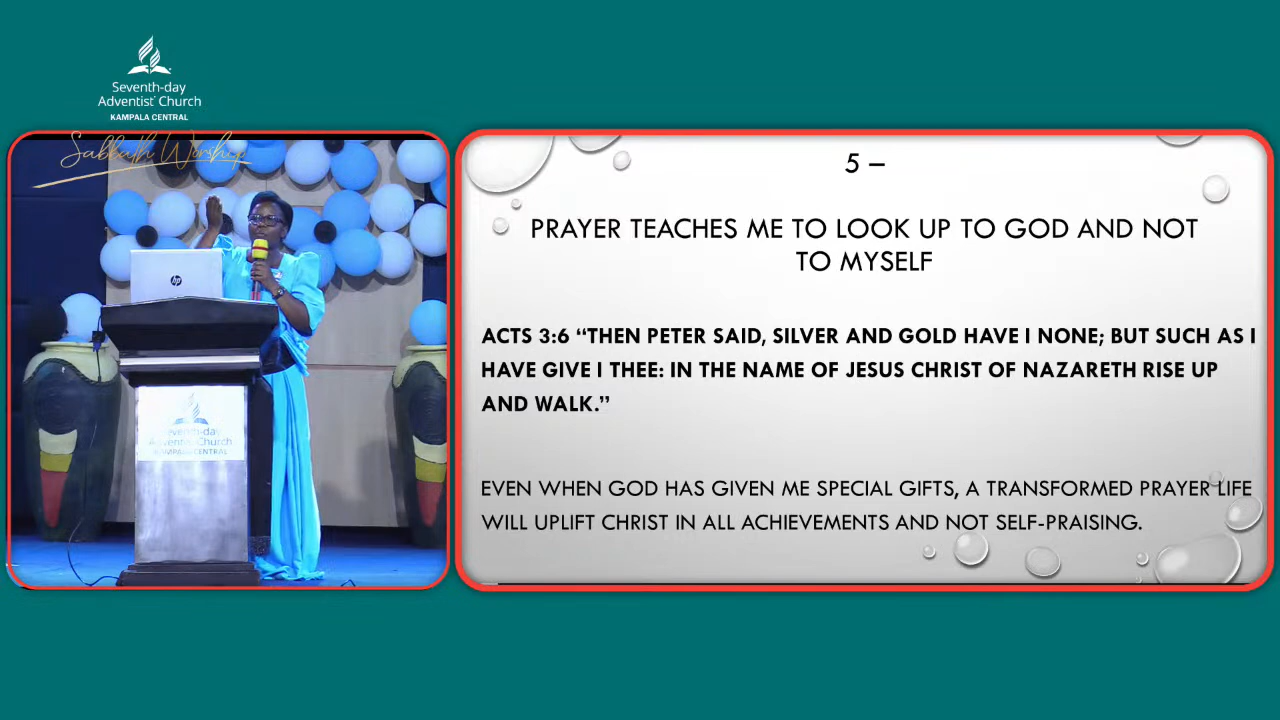 Seventh-day
Adventist Church
KAMPALA CENTRAL
Sabbath Worship
hp
Seventh-day
Adventist Church
KAMPALA CENTRAL
5 –
PRAYER TEACHES ME TO LOOK UP TO GOD AND NOT
TO MYSELF
ACTS 3:6 “THEN PETER SAID, SILVER AND GOLD HAVE I NONE; BUT SUCH AS I
HAVE GIVE I THEE: IN THE NAME OF JESUS CHRIST OF NAZARETH RISE UP
AND WALK.”
EVEN WHEN GOD HAS GIVEN ME SPECIAL GIFTS, A TRANSFORMED PRAYER LIFE
WILL UPLIFT CHRIST IN ALL ACHIEVEMENTS AND NOT SELF-PRAISING.